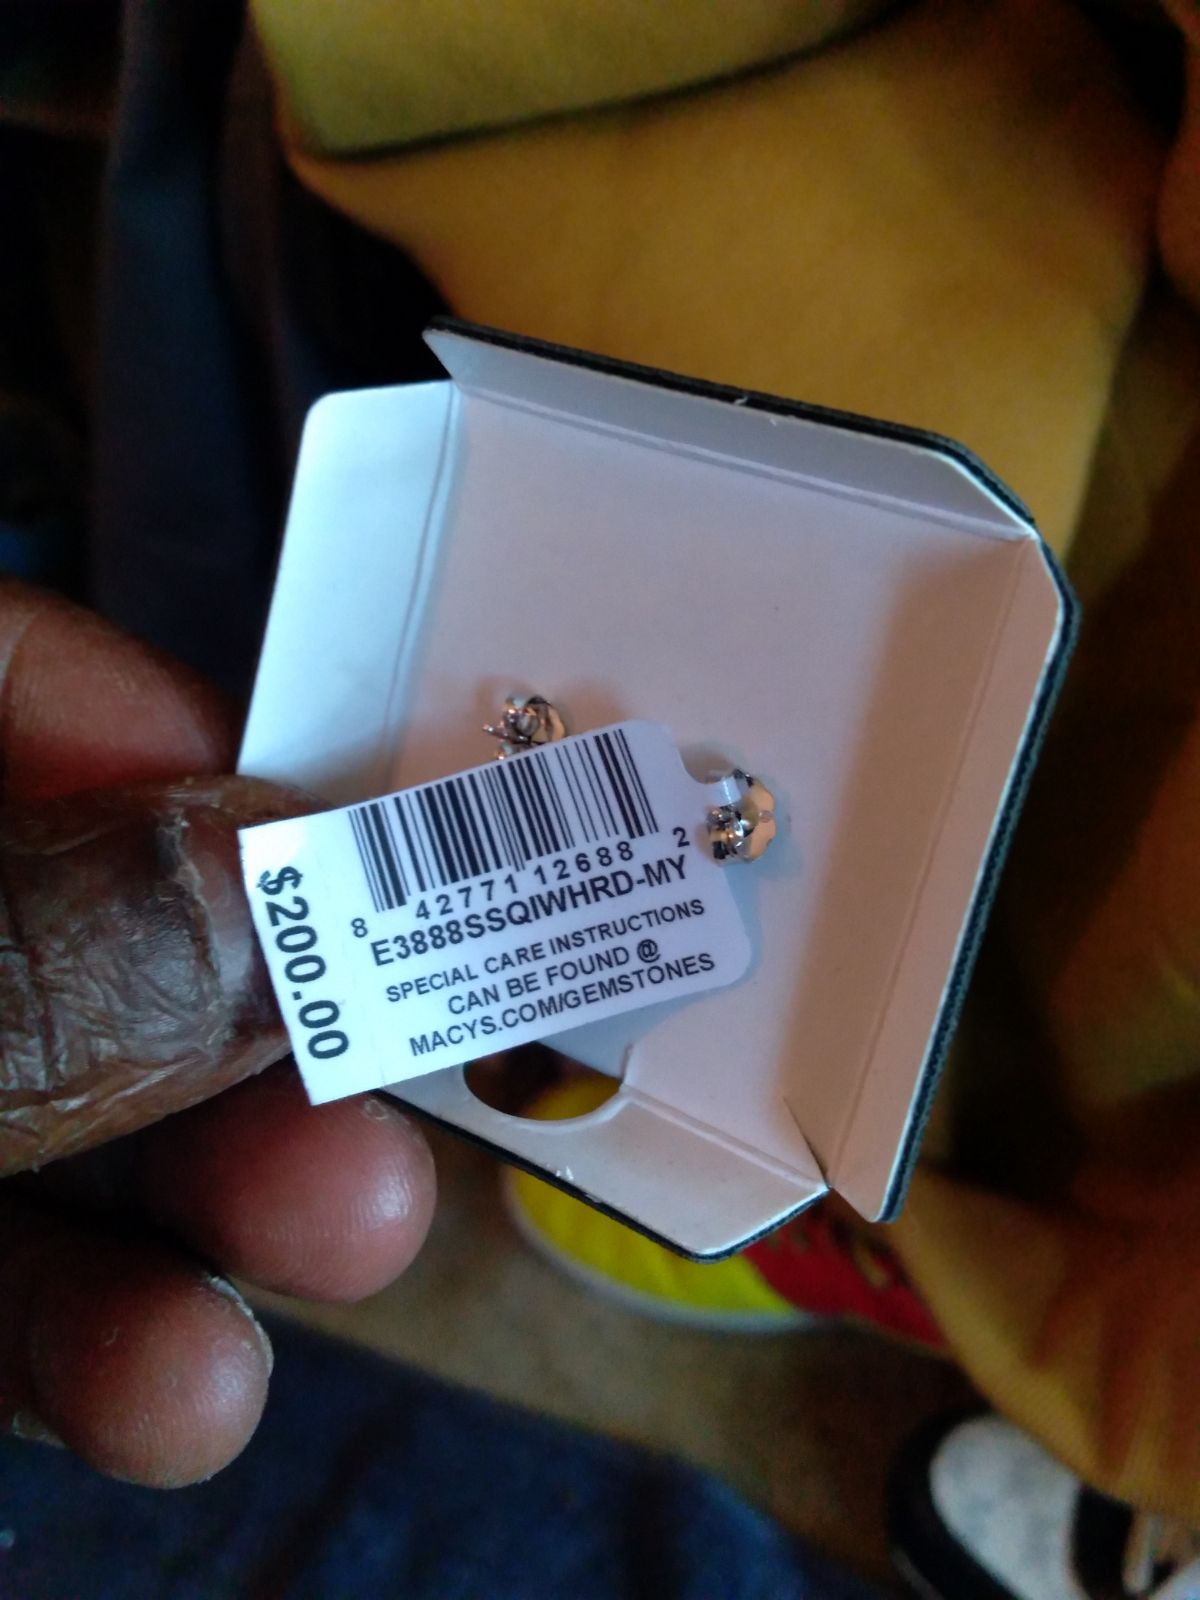 8 42771 12688 2
E3888SSQIWHRD-MY
SPECIAL CARE INSTRUCTIONS
CAN BE FOUND @
MACYS.COM/GEMSTONES
$200.00